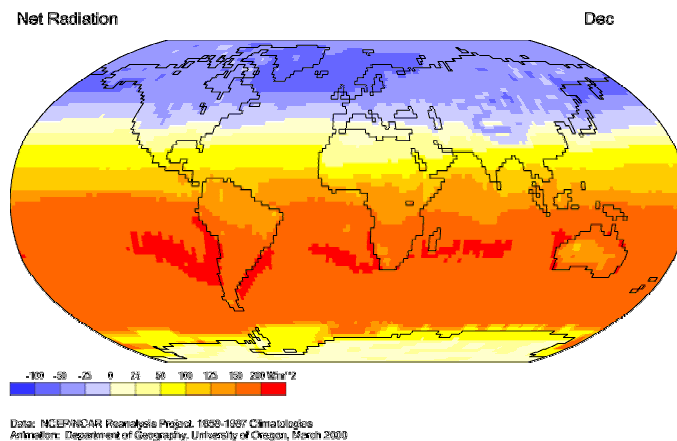 Net Radiation
Dec
-100 -50 -25 0 25 50 100 125 150 200 W/m^2
Data: NCEP/NCAR Reanalysis Project, 1959-1997 Climatologies
Animation: Department of Geography, University of Oregon, March 2000